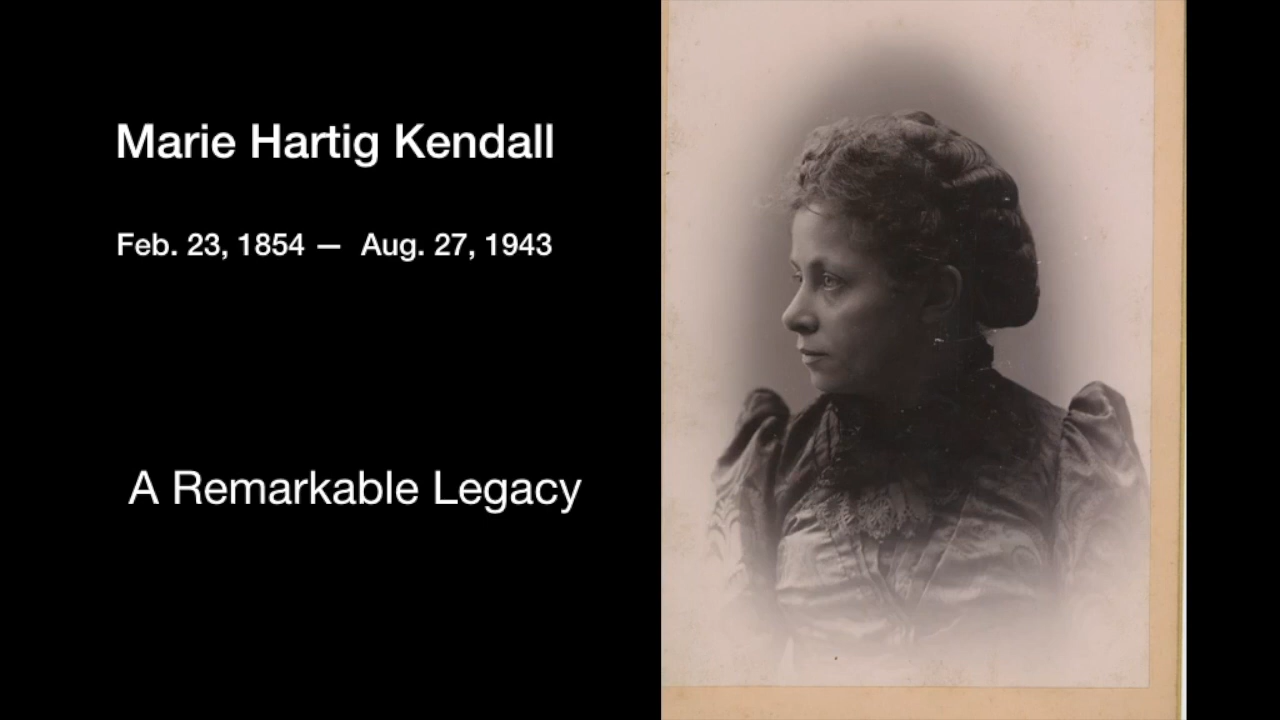 Marie Hartig Kendall
Feb. 23, 1854 — Aug. 27, 1943
A Remarkable Legacy